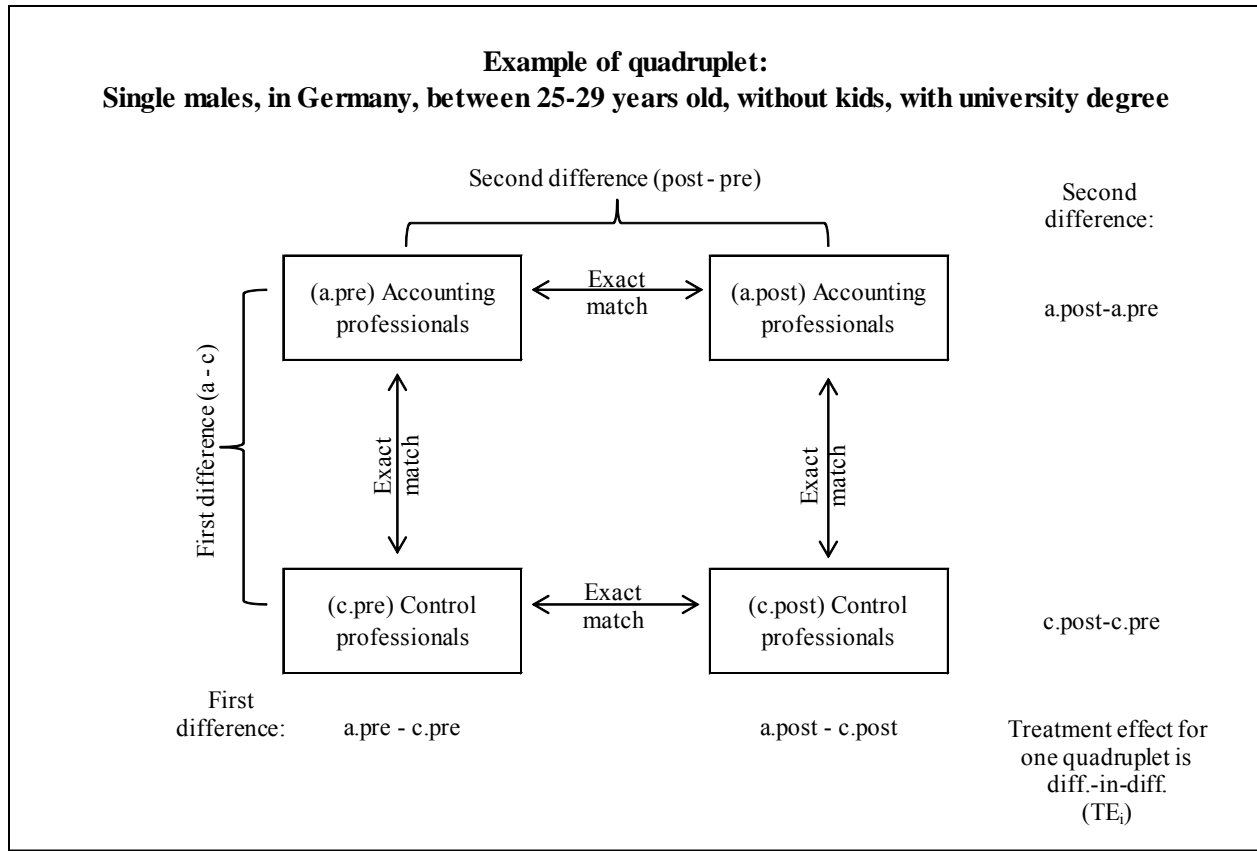 Example of quadruplet:
Single males, in Germany, between 25-29 years old, without kids, with university degree
Second difference (post - pre)
Second
difference:
(a.pre) Accounting
professionals
Exact
match
(a.post) Accounting
professionals
a.post-a.pre
First difference (a - c)
Exact
match
Exact
match
(c.pre) Control
professionals
Exact
match
(c.post) Control
professionals
c.post-c.pre
First
difference:
a.pre - c.pre
a.post - c.post
Treatment effect for
one quadruplet is
diff.-in-diff.
(TEi)